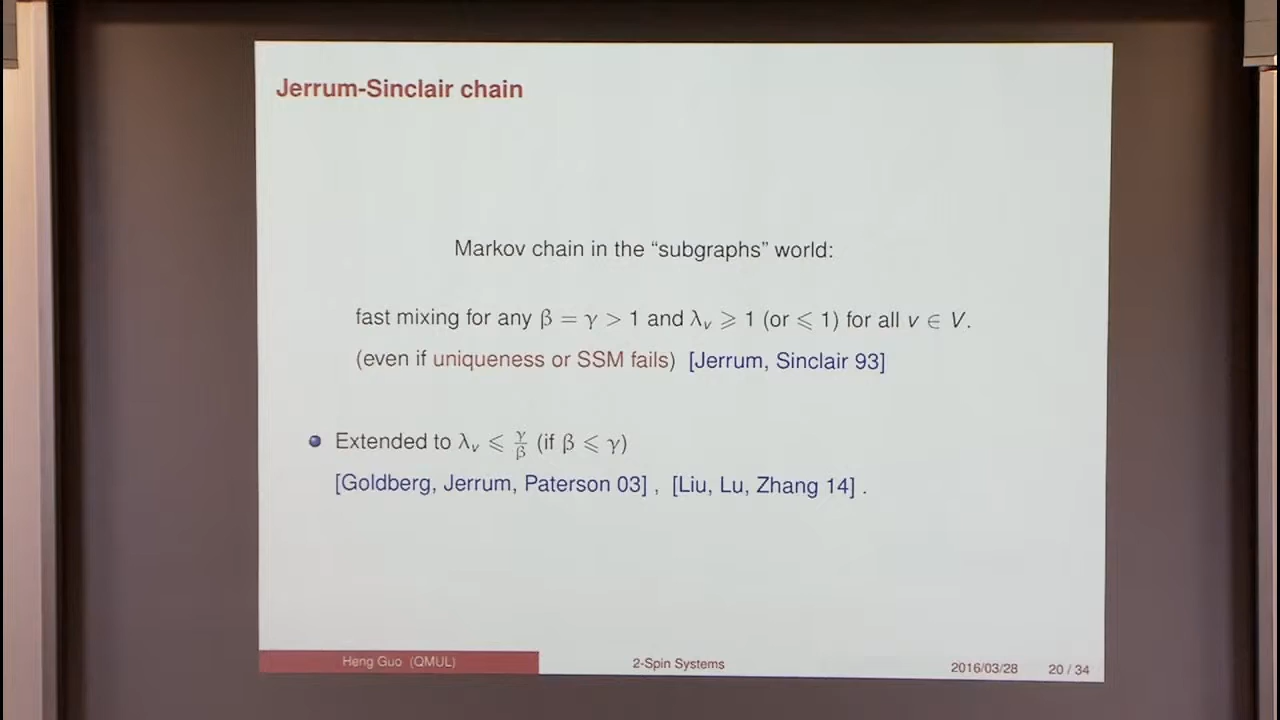 Jerrum-Sinclair chain
Markov chain in the “subgraphs” world:
fast mixing for any β = γ > 1 and λᵥ ⩾ 1 (or ⩽ 1) for all v ∈ V.
(even if uniqueness or SSM fails) [Jerrum, Sinclair 93]
Extended to λᵥ ⩽ γ/β (if β ⩽ γ)
[Goldberg, Jerrum, Paterson 03] , [Liu, Lu, Zhang 14] .
Heng Guo (QMUL) 2-Spin Systems 2016/03/28 20 / 34